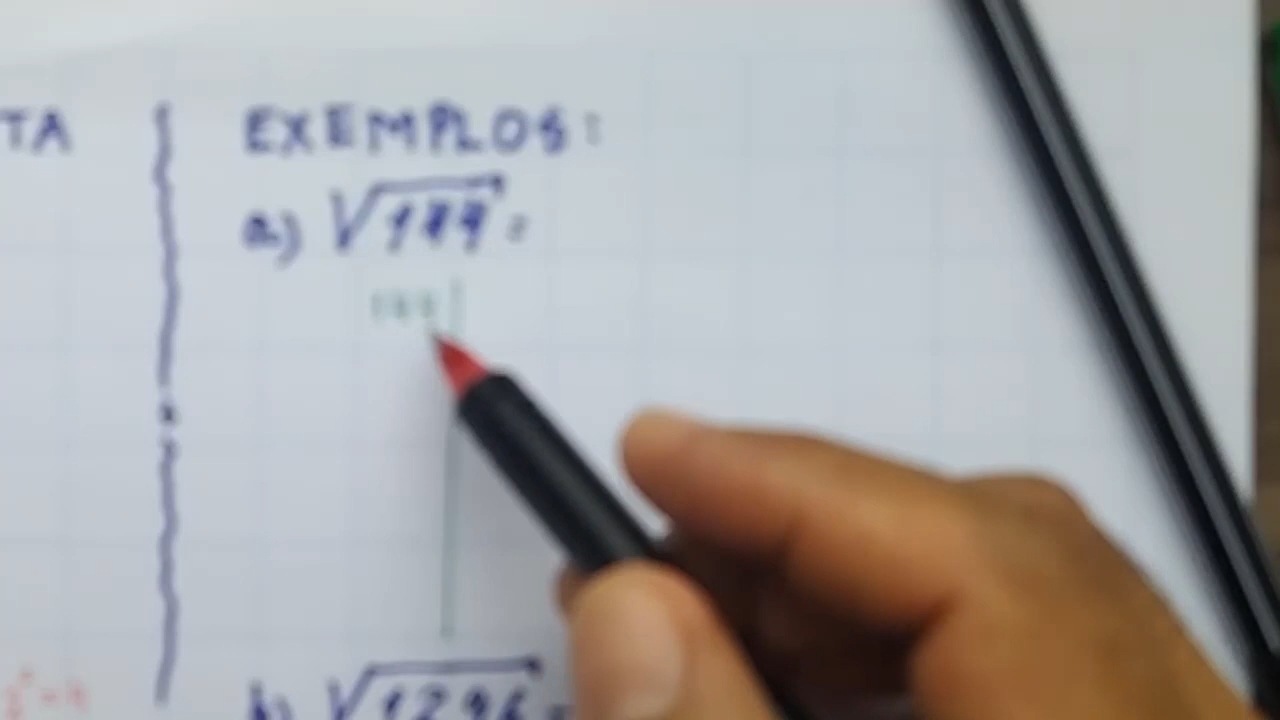 TA
EXEMPLOS:
a) √144 =
144
b) √1296 =